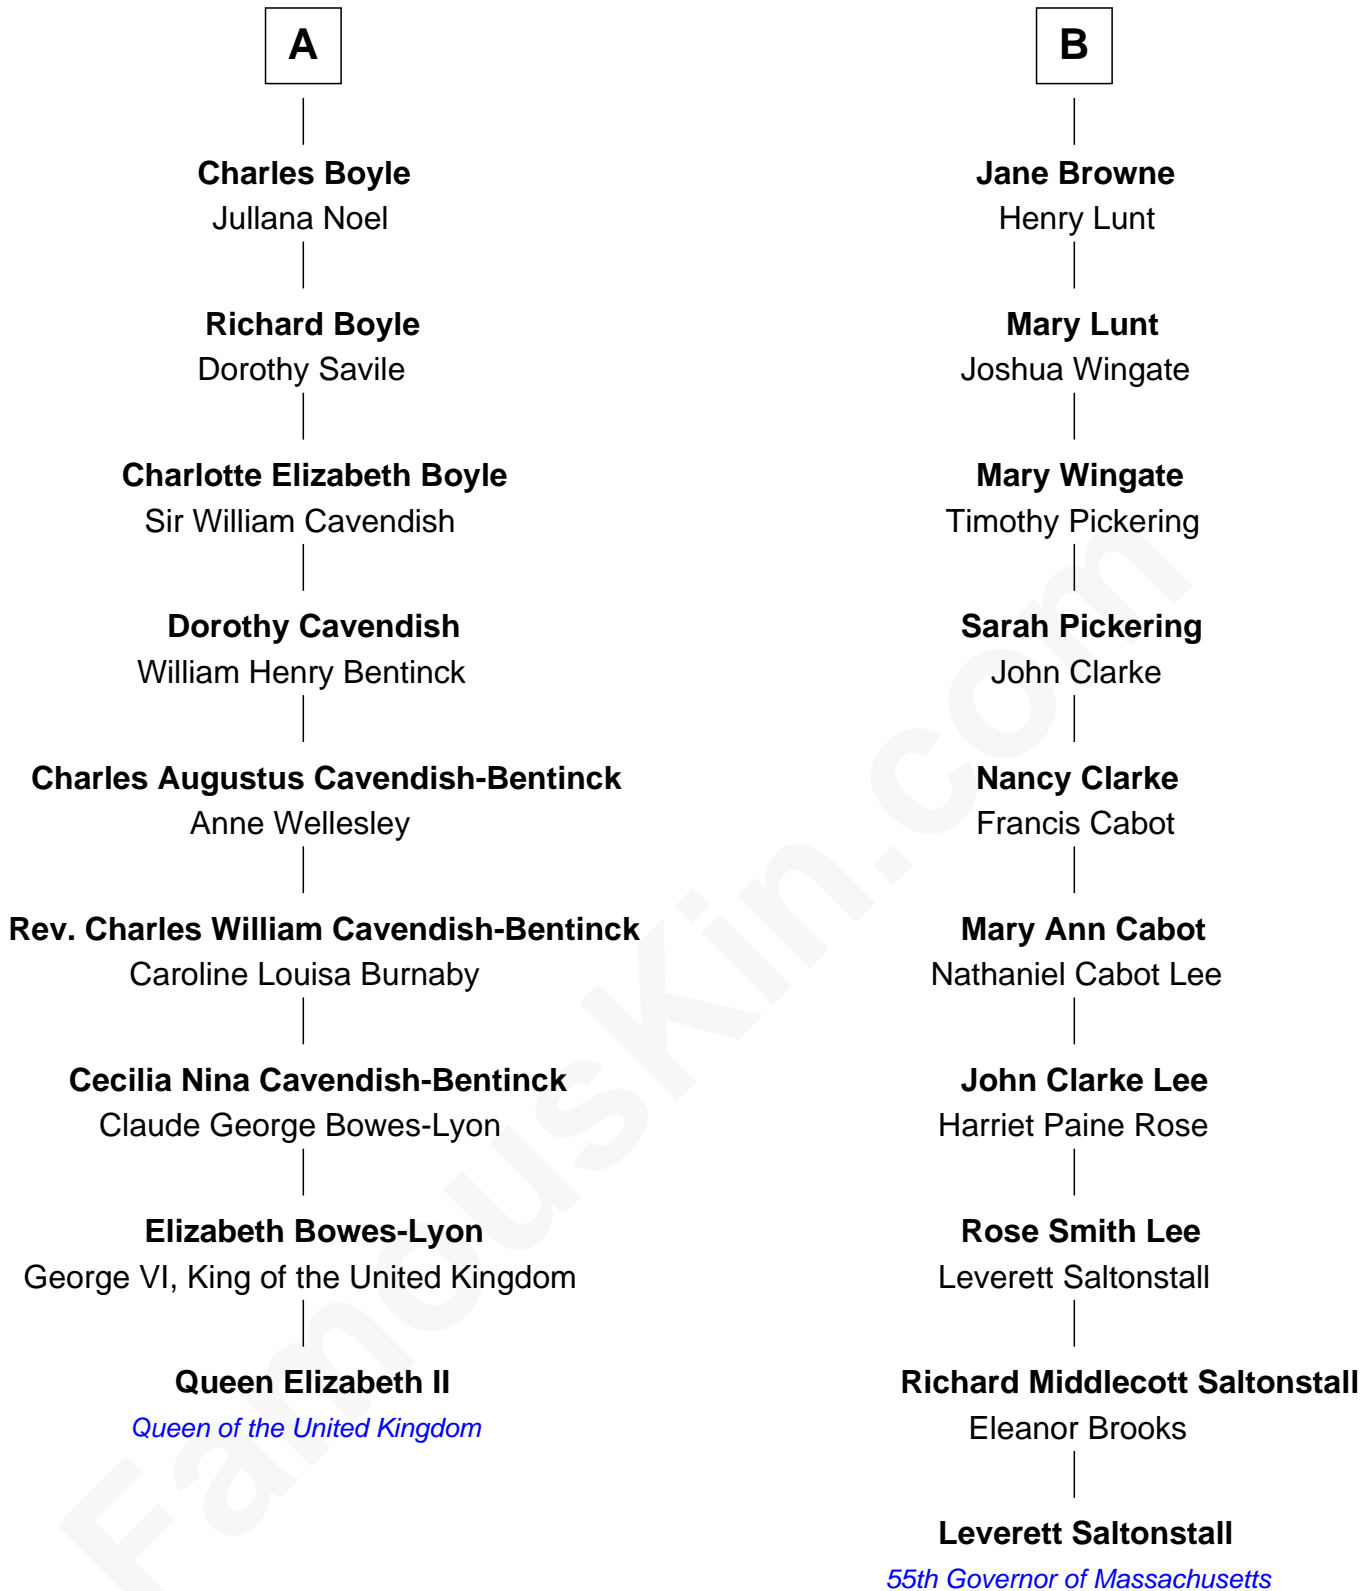 A
Charles Boyle
Jullana Noel
Richard Boyle
Dorothy Savile
Charlotte Elizabeth Boyle
Sir William Cavendish
Dorothy Cavendish
William Henry Bentinck
Charles Augustus Cavendish-Bentinck
Anne Wellesley
Rev. Charles William Cavendish-Bentinck
Caroline Louisa Burnaby
Cecilia Nina Cavendish-Bentinck
Claude George Bowes-Lyon
Elizabeth Bowes-Lyon
George VI, King of the United Kingdom
Queen Elizabeth II
Queen of the United Kingdom
B
Jane Browne
Henry Lunt
Mary Lunt
Joshua Wingate
Mary Wingate
Timothy Pickering
Sarah Pickering
John Clarke
Nancy Clarke
Francis Cabot
Mary Ann Cabot
Nathaniel Cabot Lee
John Clarke Lee
Harriet Paine Rose
Rose Smith Lee
Leverett Saltonstall
Richard Middlecott Saltonstall
Eleanor Brooks
Leverett Saltonstall
55th Governor of Massachusetts
FamousKin.com